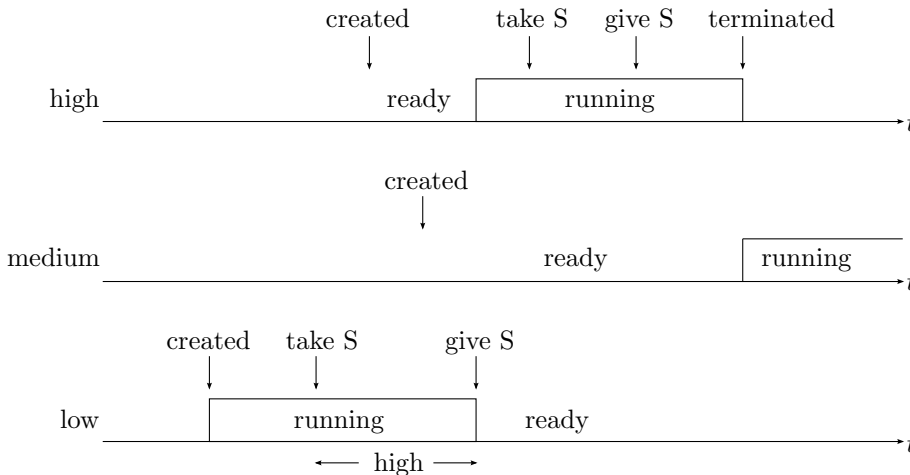 created take S give S terminated
high ready running
t
created
medium ready running
t
created take S give S
low running ready
t
high